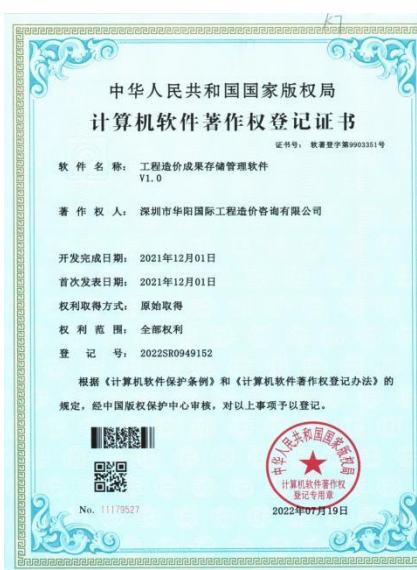 中华人民共和国国家版权局
计算机软件著作权登记证书
证书号： 软著登字第9903351号
软 件 名 称： 工程造价成果存储管理软件
V1.0
著 作 权 人： 深圳市华阳国际工程造价咨询有限公司
开发完成日期： 2021年12月01日
首次发表日期： 2021年12月01日
权利取得方式： 原始取得
权 利 范 围： 全部权利
登 记 号： 2022SR0949152
根据《计算机软件保护条例》和《计算机软件著作权登记办法》的
规定，经中国版权保护中心审核，对以上事项予以登记。
中华人民共和国国家版权局
计算机软件著作权
登记专用章
No. 11179527
2022年07月19日